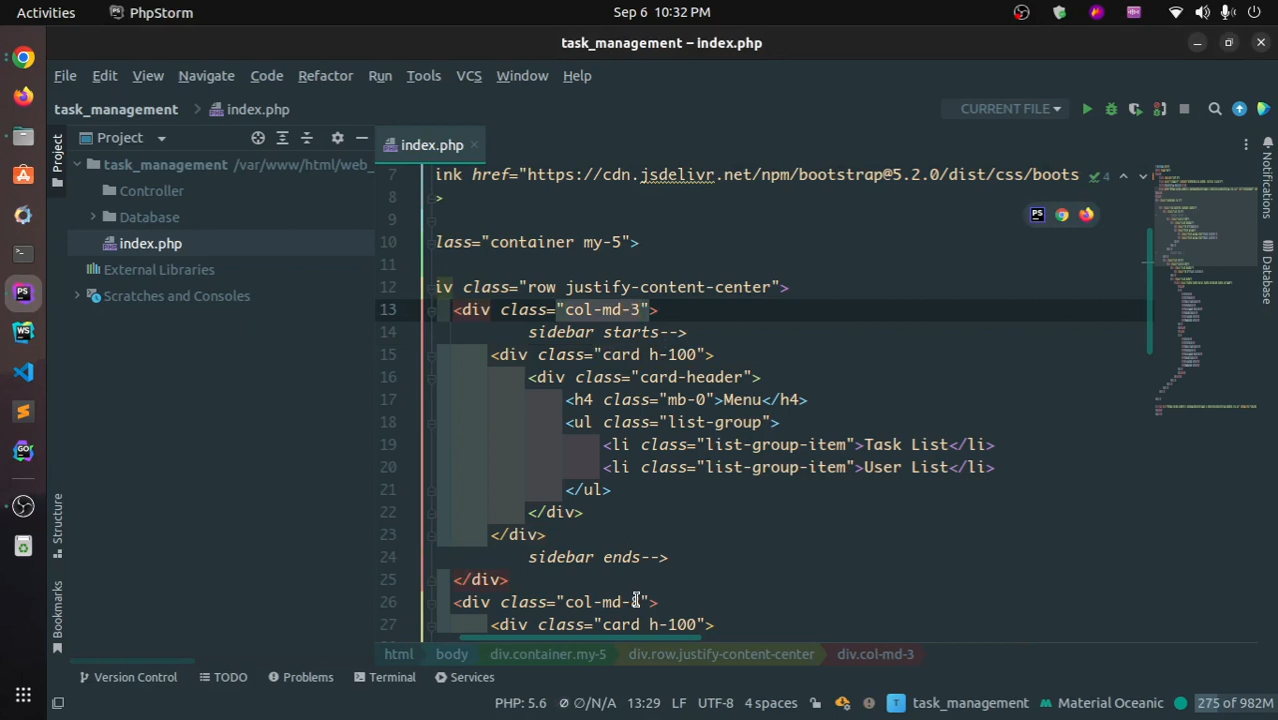 Activities PhpStorm Sep 6 10:32 PM
task_management – index.php
File Edit View Navigate Code Refactor Run Tools VCS Window Help
task_management index.php CURRENT FILE
Project index.php
Project
task_management /var/www/html/web_
Controller
Database
index.php
External Libraries
Scratches and Consoles
Structure
Bookmarks
Notifications
Database
4
7 ink href="https://cdn.jsdelivr.net/npm/bootstrap@5.2.0/dist/css/boots
8 >
9
10 lass="container my-5">
11
12 iv class="row justify-content-center">
13 <div class="col-md-3">
14 sidebar starts-->
15 <div class="card h-100">
16 <div class="card-header">
17 <h4 class="mb-0">Menu</h4>
18 <ul class="list-group">
19 <li class="list-group-item">Task List</li>
20 <li class="list-group-item">User List</li>
21 </ul>
22 </div>
23 </div>
24 sidebar ends-->
25 </div>
26 <div class="col-md-8">
27 <div class="card h-100">
html body div.container.my-5 div.row.justify-content-center div.col-md-3
Version Control TODO Problems Terminal Services
PHP: 5.6 N/A 13:29 LF UTF-8 4 spaces T task_management Material Oceanic 275 of 982M